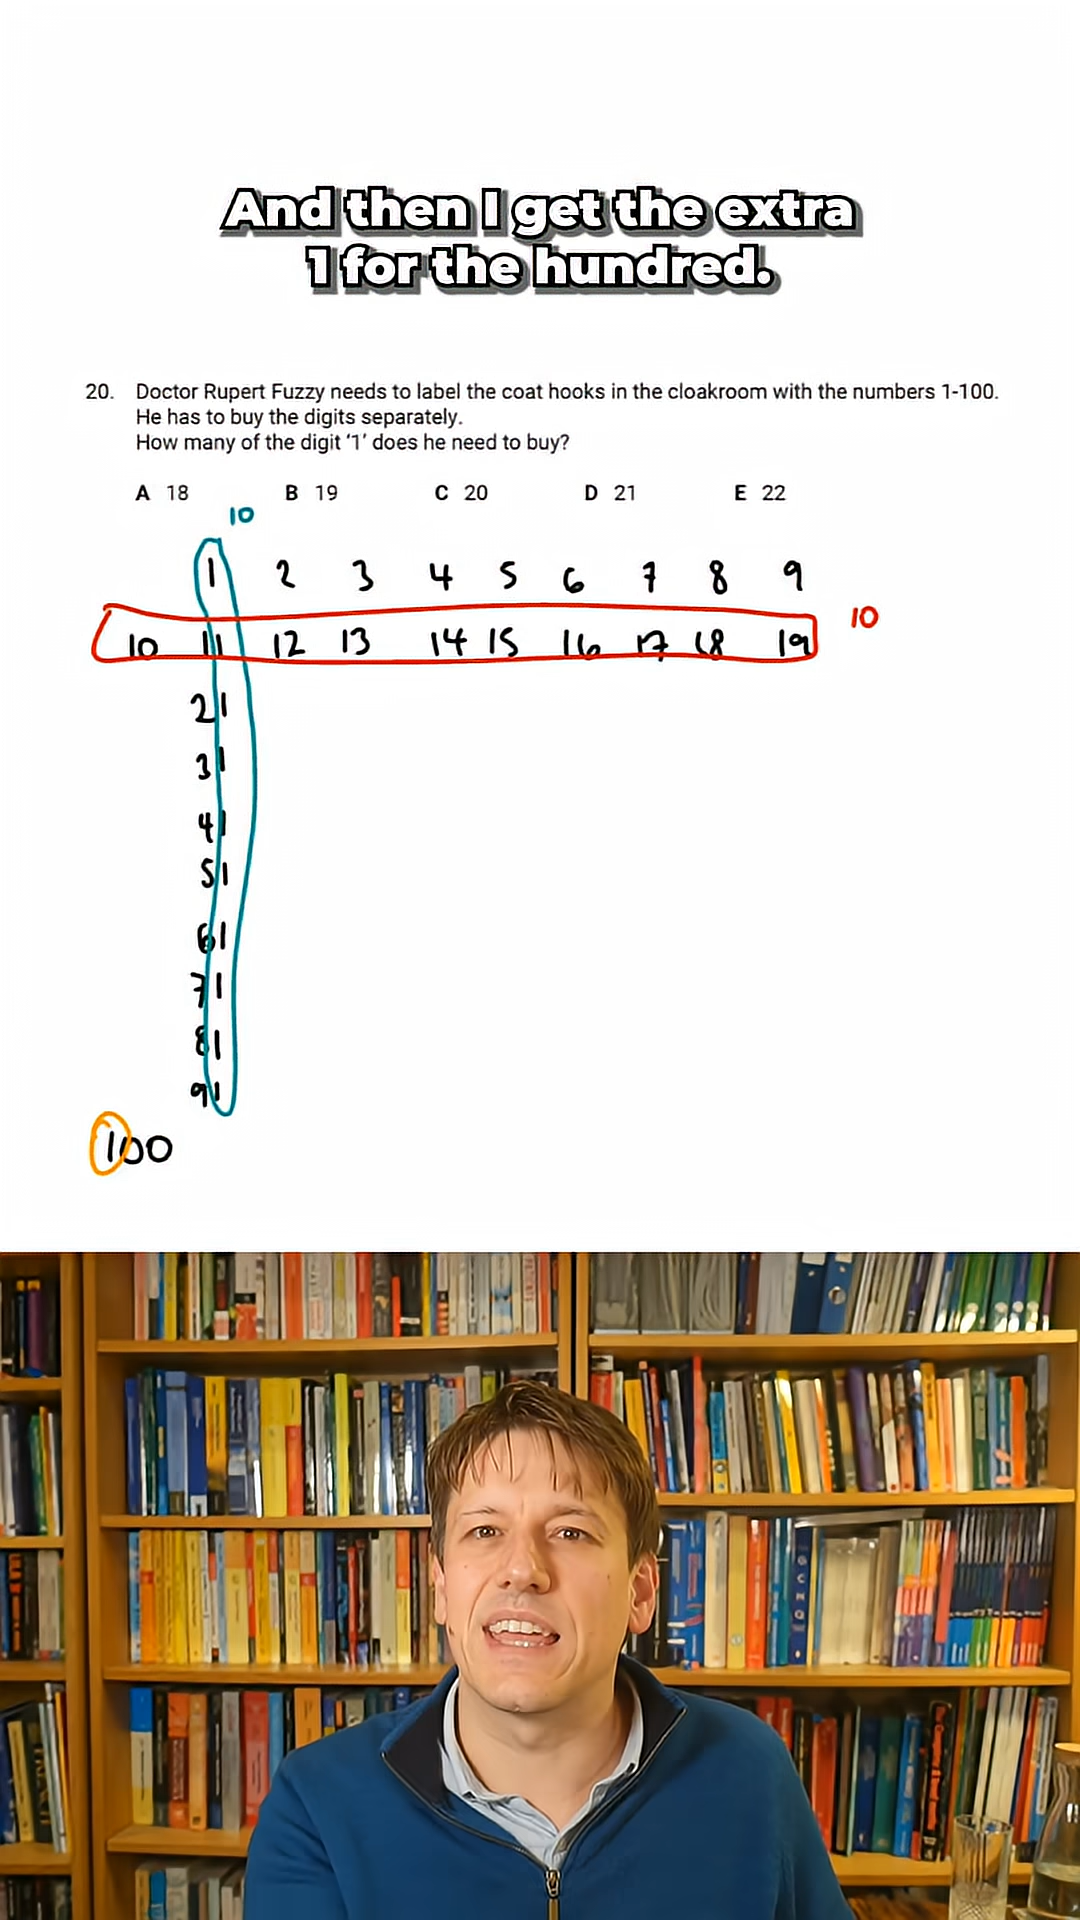 And then I get the extra
1 for the hundred.
20. Doctor Rupert Fuzzy needs to label the coat hooks in the cloakroom with the numbers 1-100.
He has to buy the digits separately.
How many of the digit ‘1’ does he need to buy?
A 18 B 19 C 20 D 21 E 22
10
1 2 3 4 5 6 7 8 9
10
10 11 12 13 14 15 16 17 18 19
21
31
41
51
61
71
81
91
100